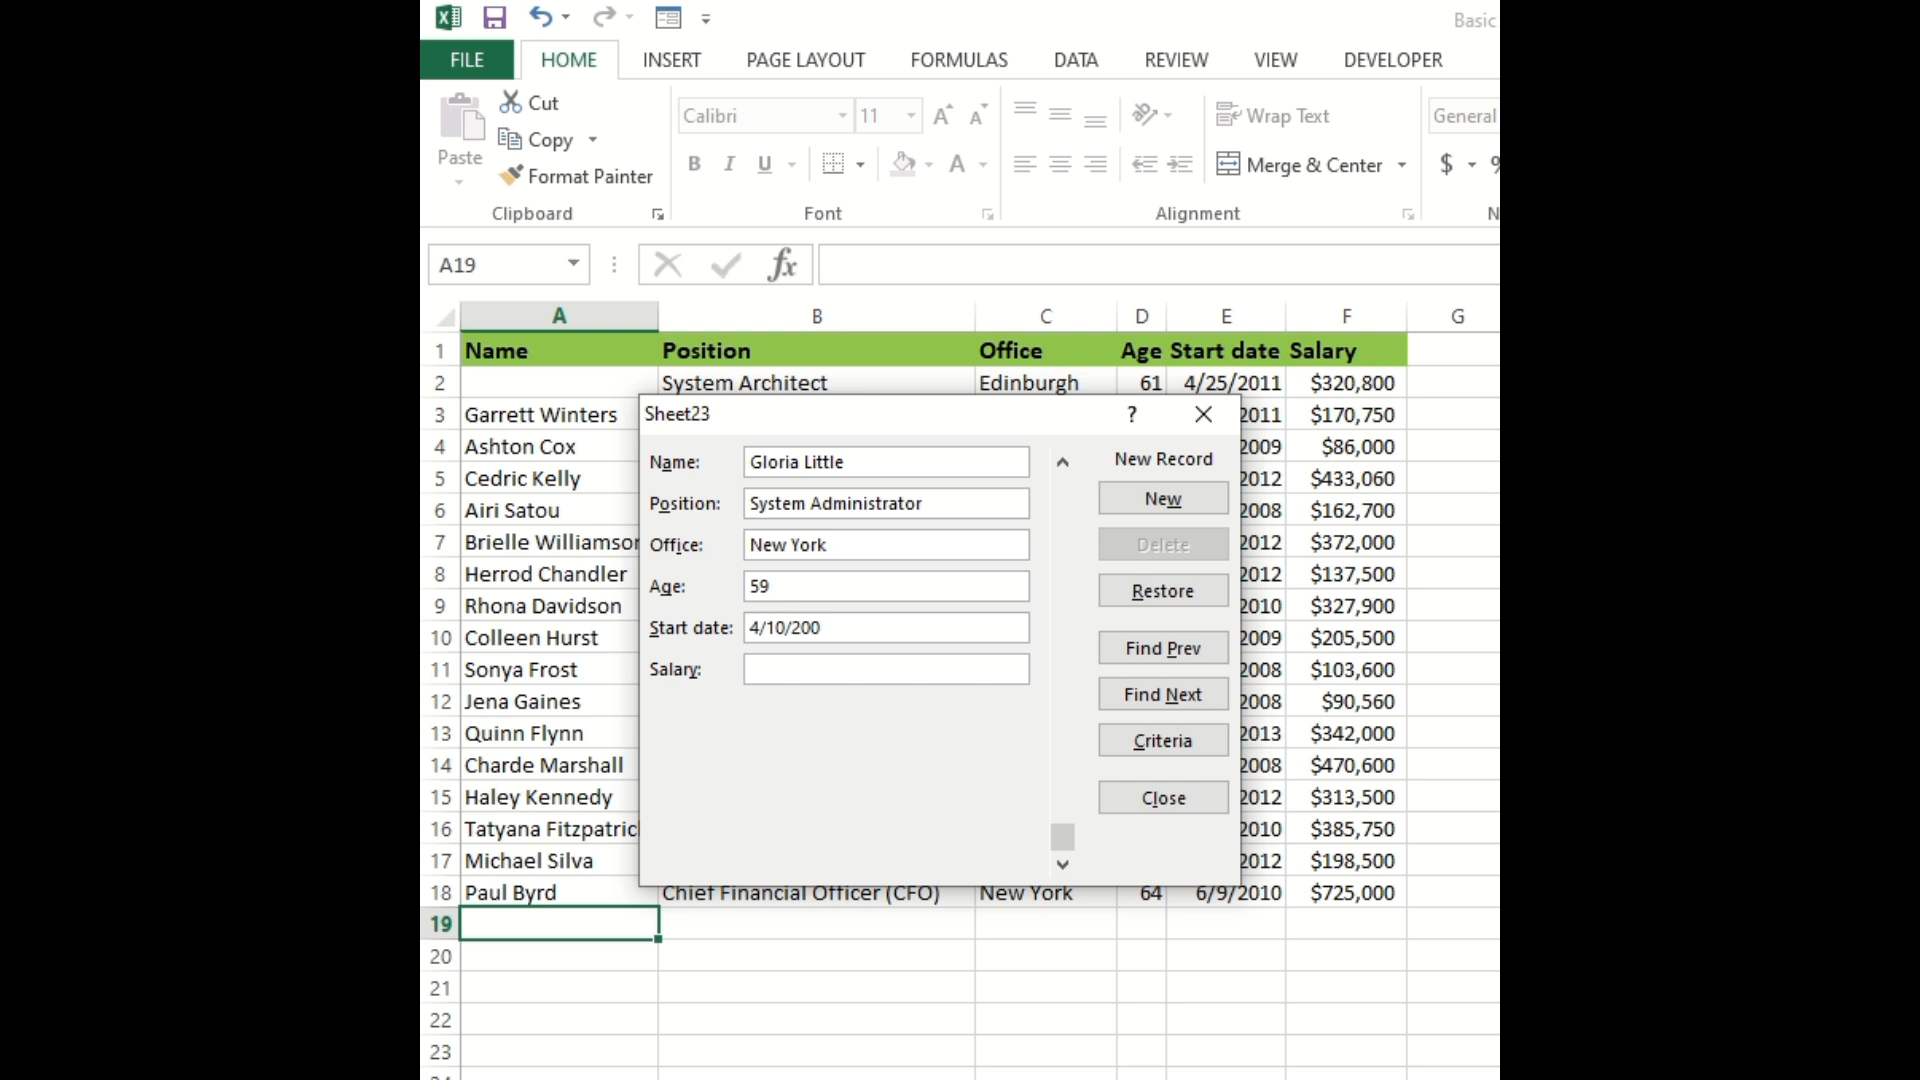 Basic
FILE HOME INSERT PAGE LAYOUT FORMULAS DATA REVIEW VIEW DEVELOPER
Paste Cut Copy Format Painter
Clipboard
Calibri 11
B I U A
Font
Wrap Text
Merge & Center
Alignment
General
$ %
N
A19 fx
A B C D E F G
1 Name Position Office Age Start date Salary
2 System Architect Edinburgh 61 4/25/2011 $320,800
3 Garrett Winters 2011 $170,750
4 Ashton Cox 2009 $86,000
5 Cedric Kelly 2012 $433,060
6 Airi Satou 2008 $162,700
7 Brielle Williamson 2012 $372,000
8 Herrod Chandler 2012 $137,500
9 Rhona Davidson 2010 $327,900
10 Colleen Hurst 2009 $205,500
11 Sonya Frost 2008 $103,600
12 Jena Gaines 2008 $90,560
13 Quinn Flynn 2013 $342,000
14 Charde Marshall 2008 $470,600
15 Haley Kennedy 2012 $313,500
16 Tatyana Fitzpatric 2010 $385,750
17 Michael Silva 2012 $198,500
18 Paul Byrd Chief Financial Officer (CFO) New York 64 6/9/2010 $725,000
19
20
21
22
23
Sheet23 ?
Name: Gloria Little
Position: System Administrator
Office: New York
Age: 59
Start date: 4/10/200
Salary:
New Record
New
Delete
Restore
Find Prev
Find Next
Criteria
Close